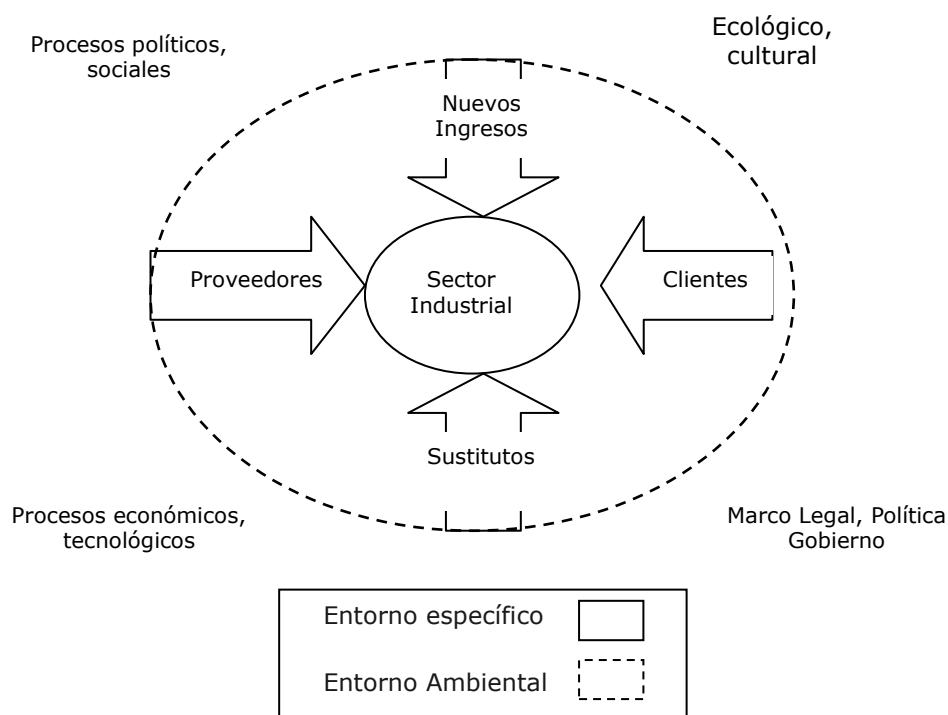 Procesos políticos,
sociales
Ecológico,
cultural
Nuevos
Ingresos
Proveedores
Sector
Industrial
Clientes
Sustitutos
Procesos económicos,
tecnológicos
Marco Legal, Política
Gobierno
Entorno específico
Entorno Ambiental